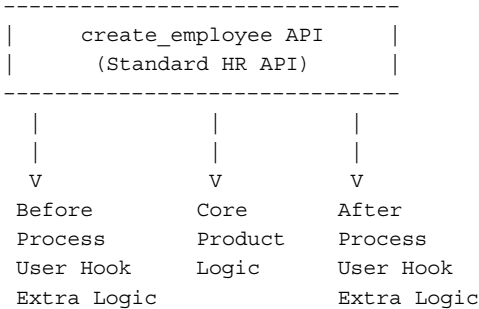 create_employee API
(Standard HR API)
Before Core After
Process Product Process
User Hook Logic User Hook
Extra Logic Extra Logic